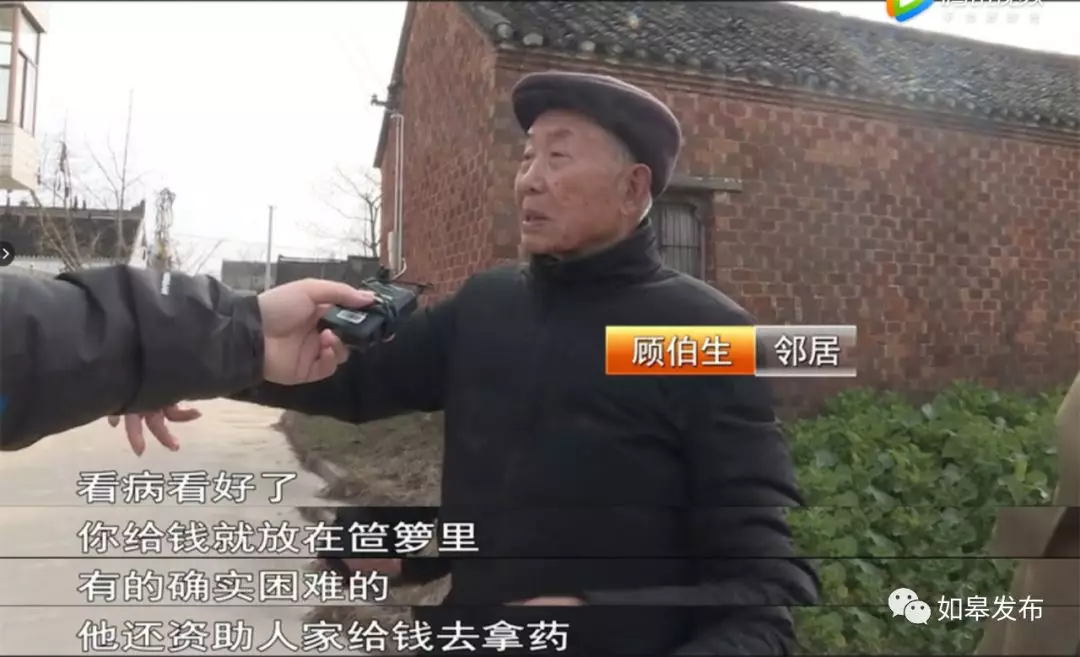 顾伯生 邻居
看病看好了
你给钱就放在笸箩里
有的确实困难的
他还资助人家给钱去拿药
如皋发布